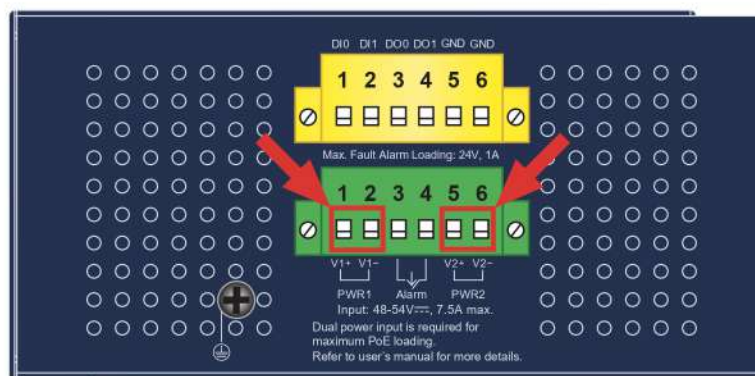 DI0 DI1 DO0 DO1 GND GND
1 2 3 4 5 6
Max. Fault Alarm Loading: 24V, 1A
1 2 3 4 5 6
V1+ V1− V2+ V2−
PWR1 Alarm PWR2
Input: 48-54V⎓, 7.5A max.
Dual power input is required for
maximum PoE loading.
Refer to user's manual for more details.